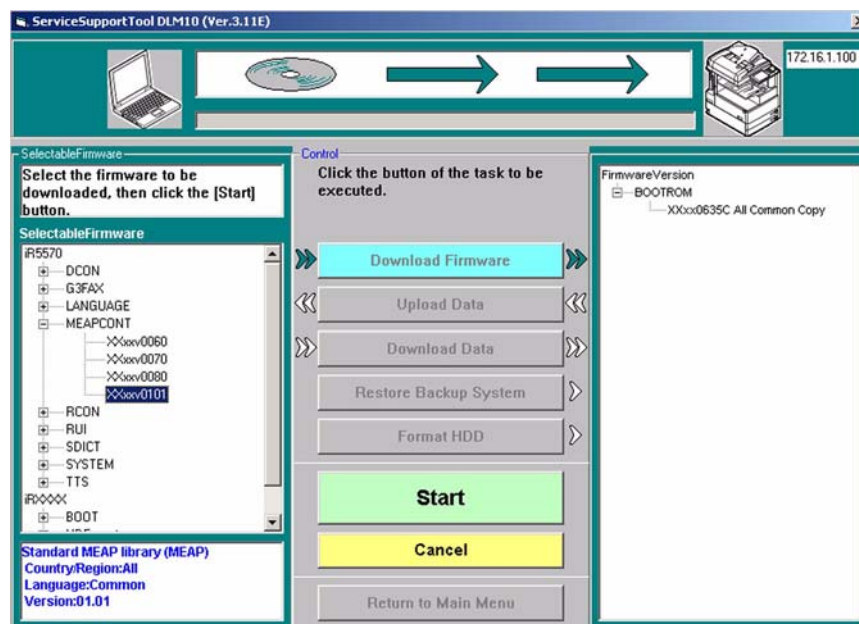 ServiceSupportTool DLM10 (Ver.3.11E)
172.16.1.100
SelectableFirmware
Select the firmware to be
downloaded, then click the [Start]
button.
SelectableFirmware
iR5570
DCON
G3FAX
LANGUAGE
MEAPCONT
XXxxv0060
XXxxv0070
XXxxv0080
XXxxv0101
RCON
RUI
SDICT
SYSTEM
TTS
iRXXXX
BOOT
Standard MEAP library (MEAP)
Country/Region:All
Language:Common
Version:01.01
Control
Click the button of the task to be
executed.
Download Firmware
Upload Data
Download Data
Restore Backup System
Format HDD
Start
Cancel
Return to Main Menu
FirmwareVersion
BOOTROM
XXxx0635C All Common Copy